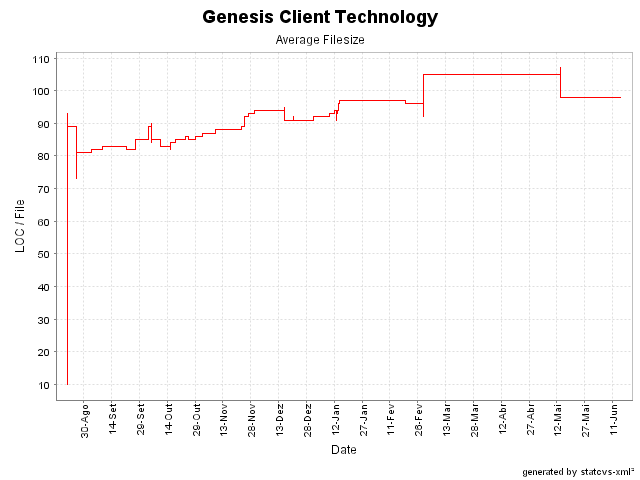 Genesis Client Technology
Average Filesize
LOC / File
110
100
90
80
70
60
50
40
30
20
10
30-Ago
14-Set
29-Set
14-Out
29-Out
13-Nov
28-Nov
13-Dez
28-Dez
12-Jan
27-Jan
11-Fev
26-Fev
13-Mar
28-Mar
12-Abr
27-Abr
12-Mai
27-Mai
11-Jun
Date
generated by statcvs-xml²